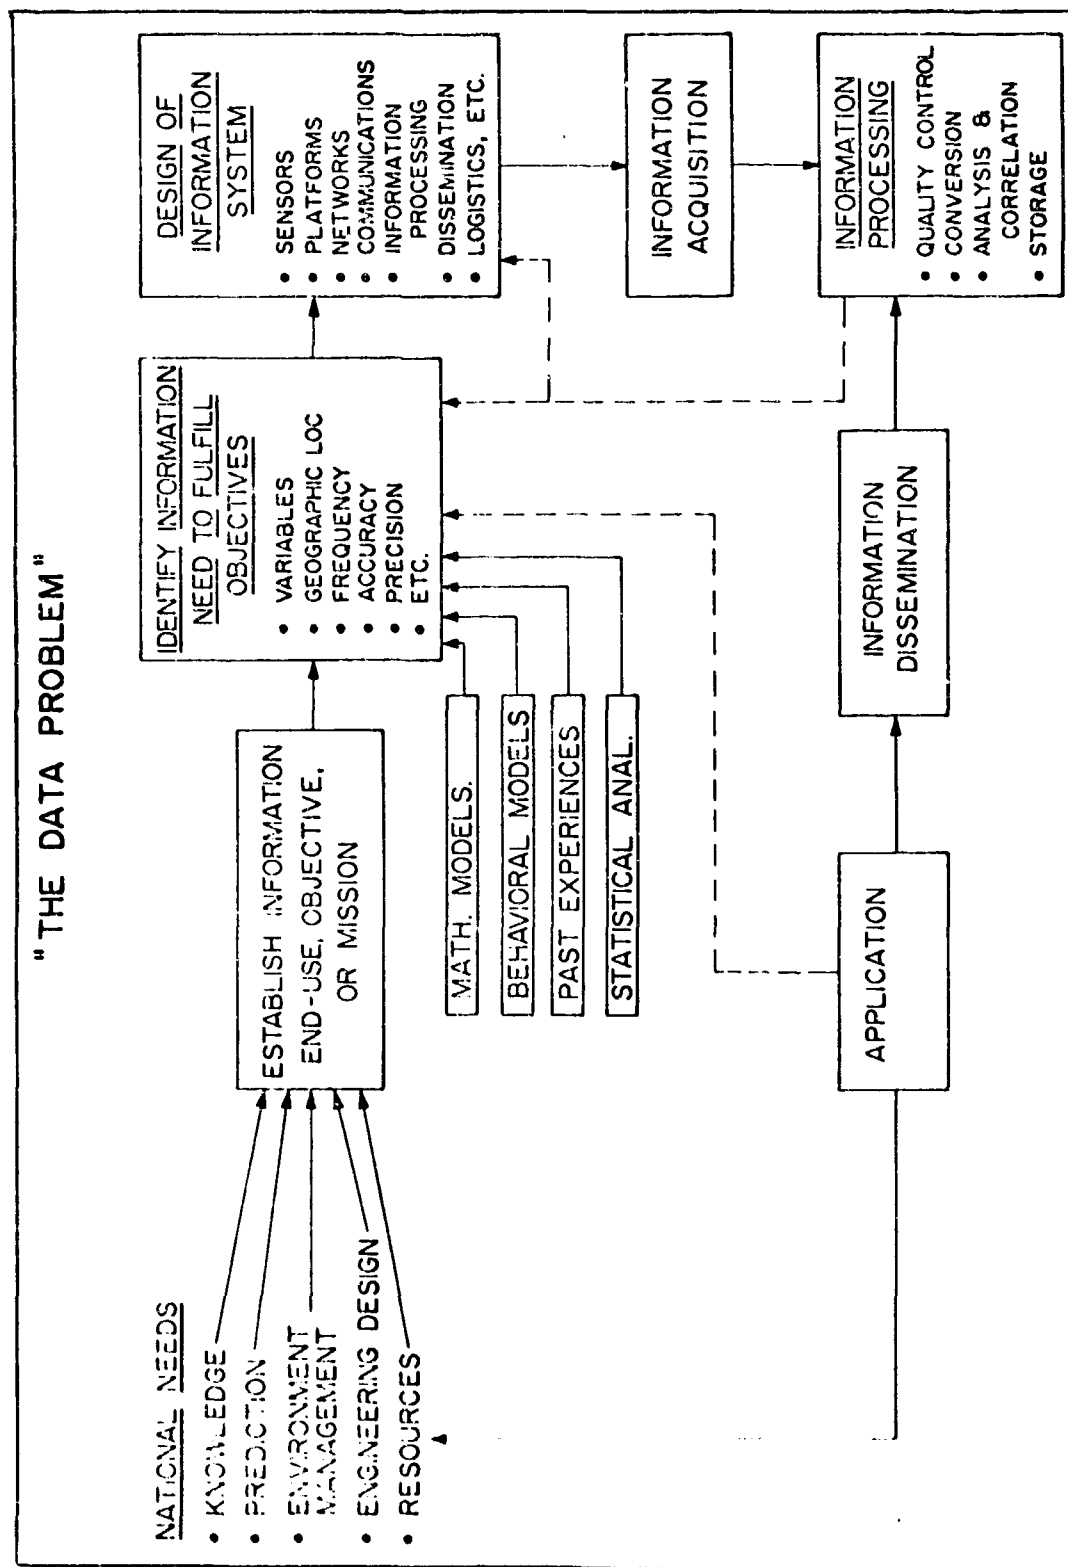 "THE DATA PROBLEM"
NATIONAL NEEDS
• KNOWLEDGE
• PREDICTION
• ENVIRONMENT
MANAGEMENT
• ENGINEERING DESIGN
• RESOURCES
ESTABLISH INFORMATION
END-USE, OBJECTIVE,
OR MISSION
IDENTIFY INFORMATION
NEED TO FULFILL
OBJECTIVES
• VARIABLES
• GEOGRAPHIC LOC
• FREQUENCY
• ACCURACY
• PRECISION
• ETC.
DESIGN OF
INFORMATION
SYSTEM
• SENSORS
• PLATFORMS
• NETWORKS
• COMMUNICATIONS
• INFORMATION
PROCESSING
• DISSEMINATION
• LOGISTICS, ETC.
MATH. MODELS.
BEHAVIORAL MODELS
PAST EXPERIENCES
STATISTICAL ANAL.
INFORMATION
ACQUISITION
APPLICATION
INFORMATION
DISSEMINATION
INFORMATION
PROCESSING
• QUALITY CONTROL
• CONVERSION
• ANALYSIS &
CORRELATION
• STORAGE